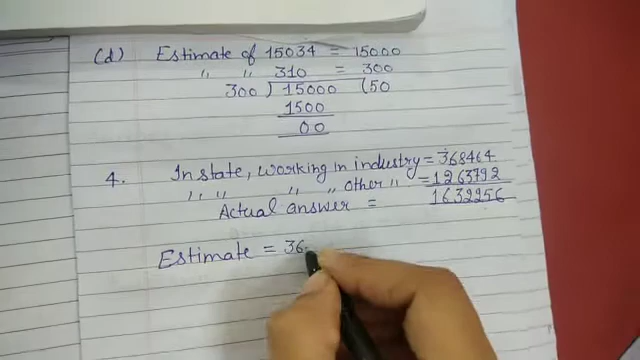 (d) Estimate of 15034 = 15000
" " 310 = 300
300 ) 15000 ( 50
1500
00
4. In state, working in industry = 368464
" " " " other " = 1263792
Actual answer = 1632256
Estimate = 36